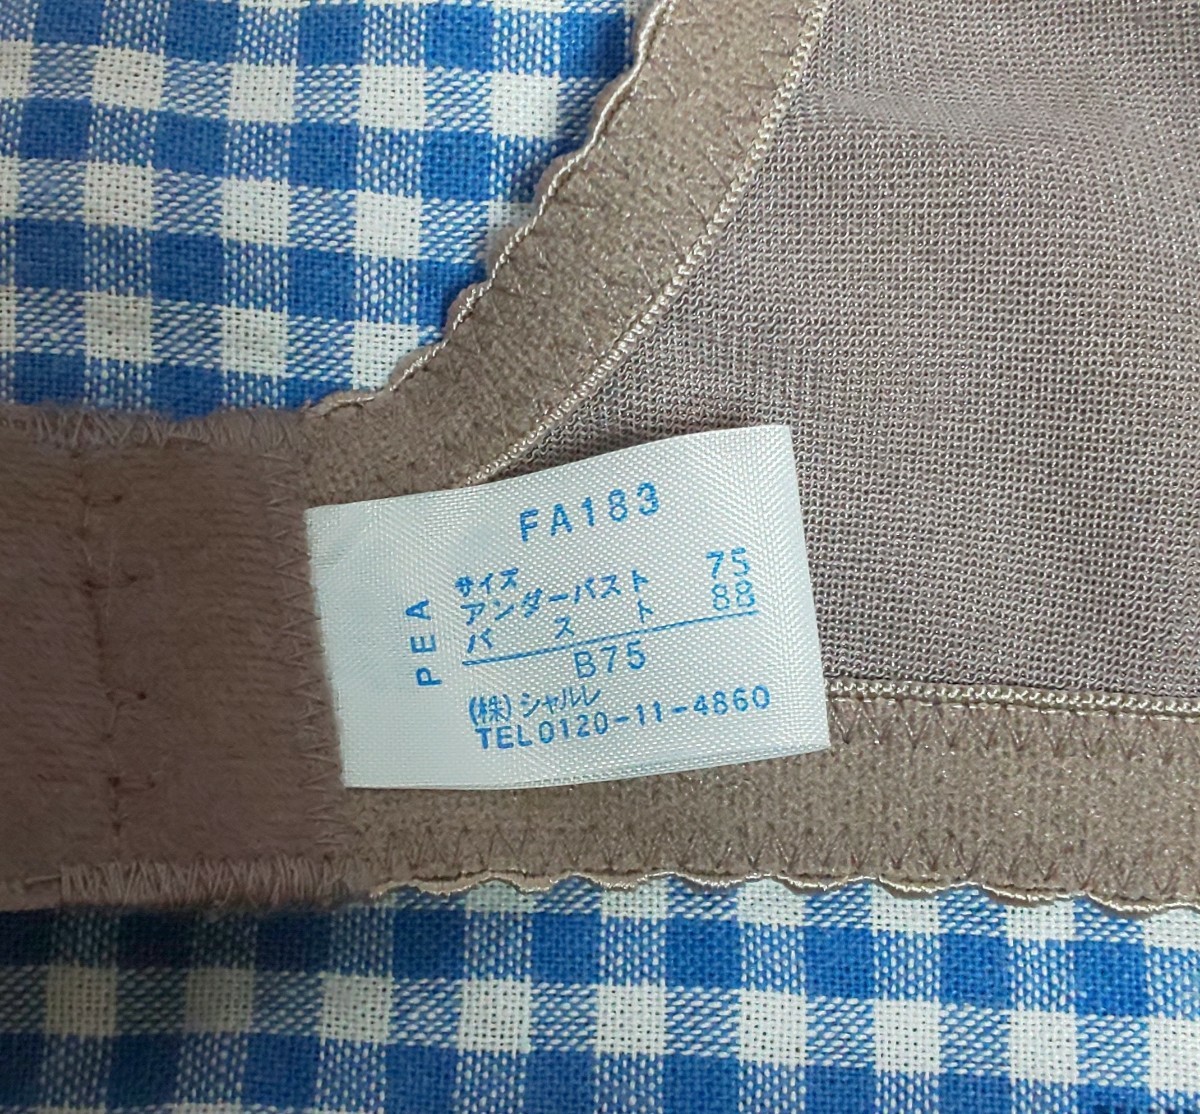 FA183
PEA
サイズ
アンダーバスト 75
バスト 88
B75
(株)シャルレ
TEL0120-11-4860